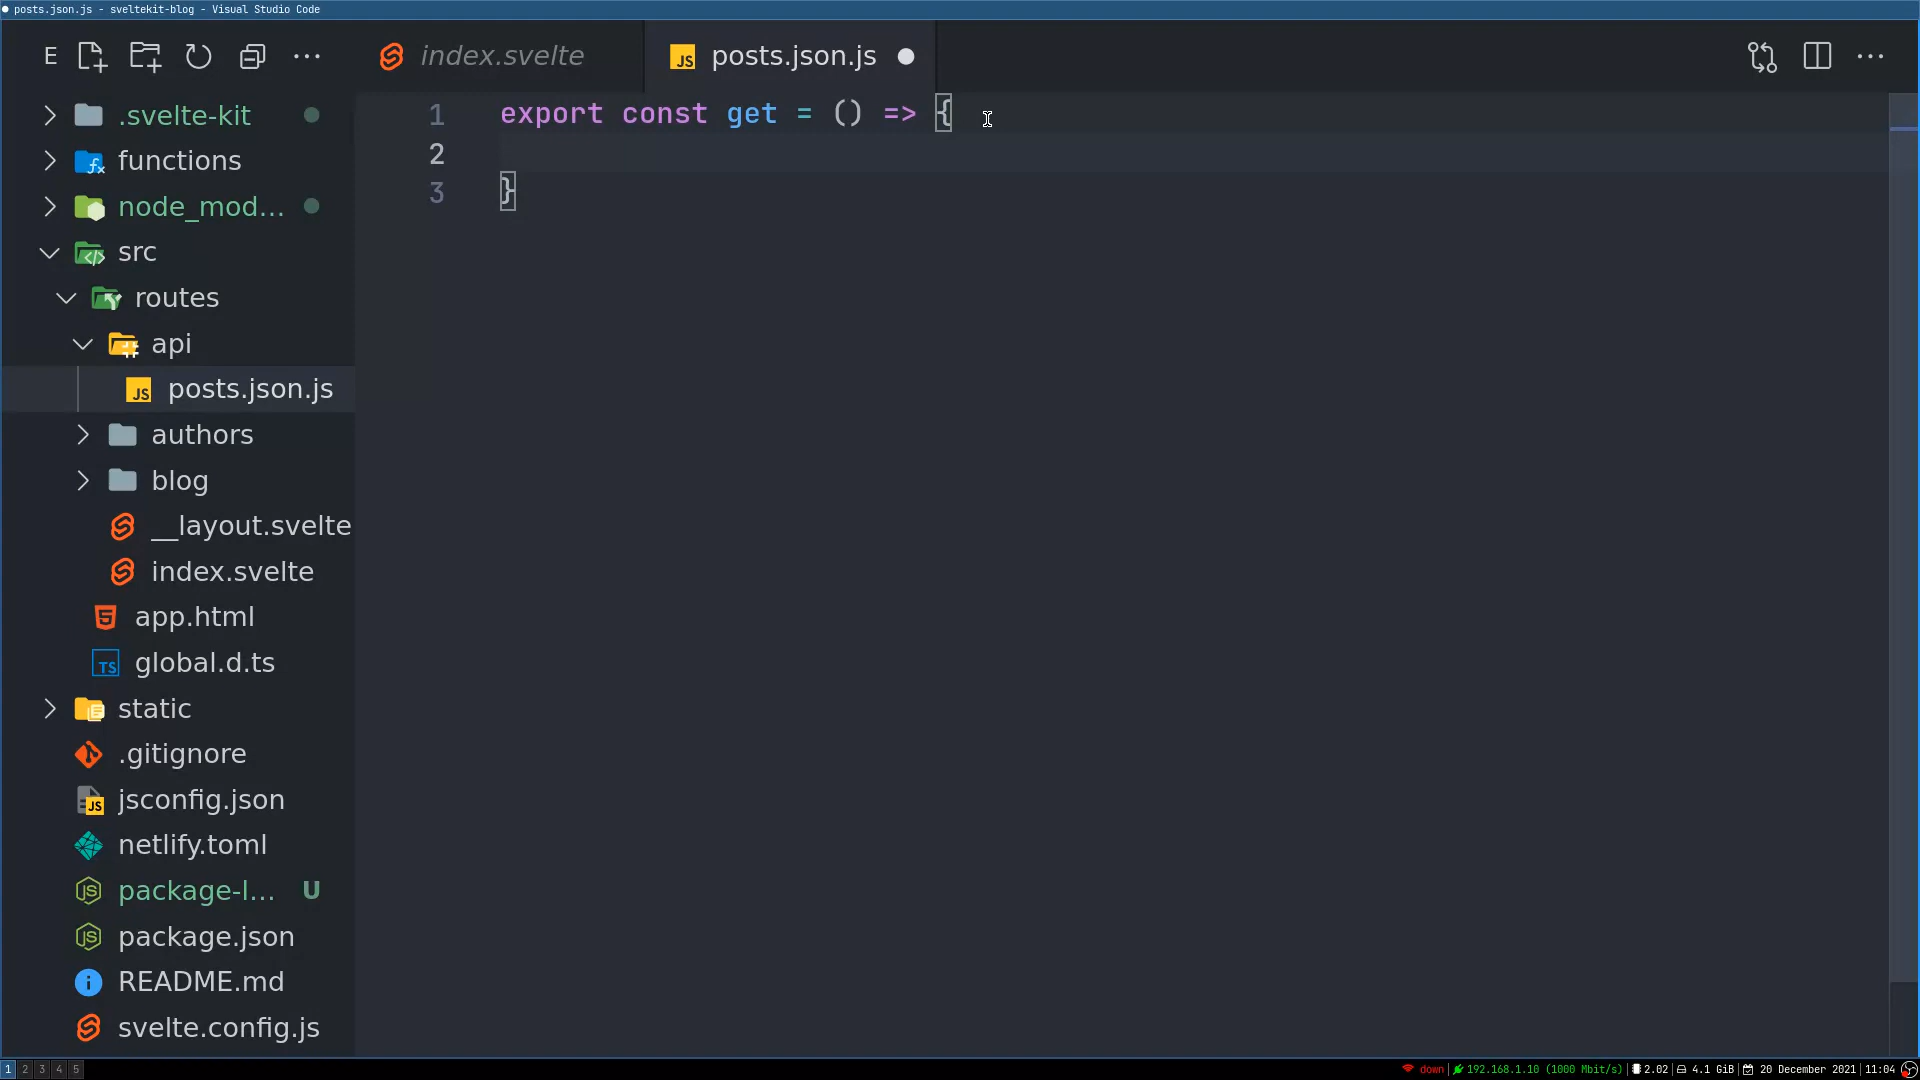 posts.json.js - sveltekit-blog - Visual Studio Code
E
index.svelte
posts.json.js
.svelte-kit
functions
node_mod...
src
routes
api
posts.json.js
authors
blog
__layout.svelte
index.svelte
app.html
global.d.ts
static
.gitignore
jsconfig.json
netlify.toml
package-l... U
package.json
README.md
svelte.config.js
1 export const get = () => {
2
3 }
1 2 3 4 5
down | 192.168.1.10 (1000 Mbit/s) | 2.02 | 4.1 GiB | 20 December 2021 | 11:04